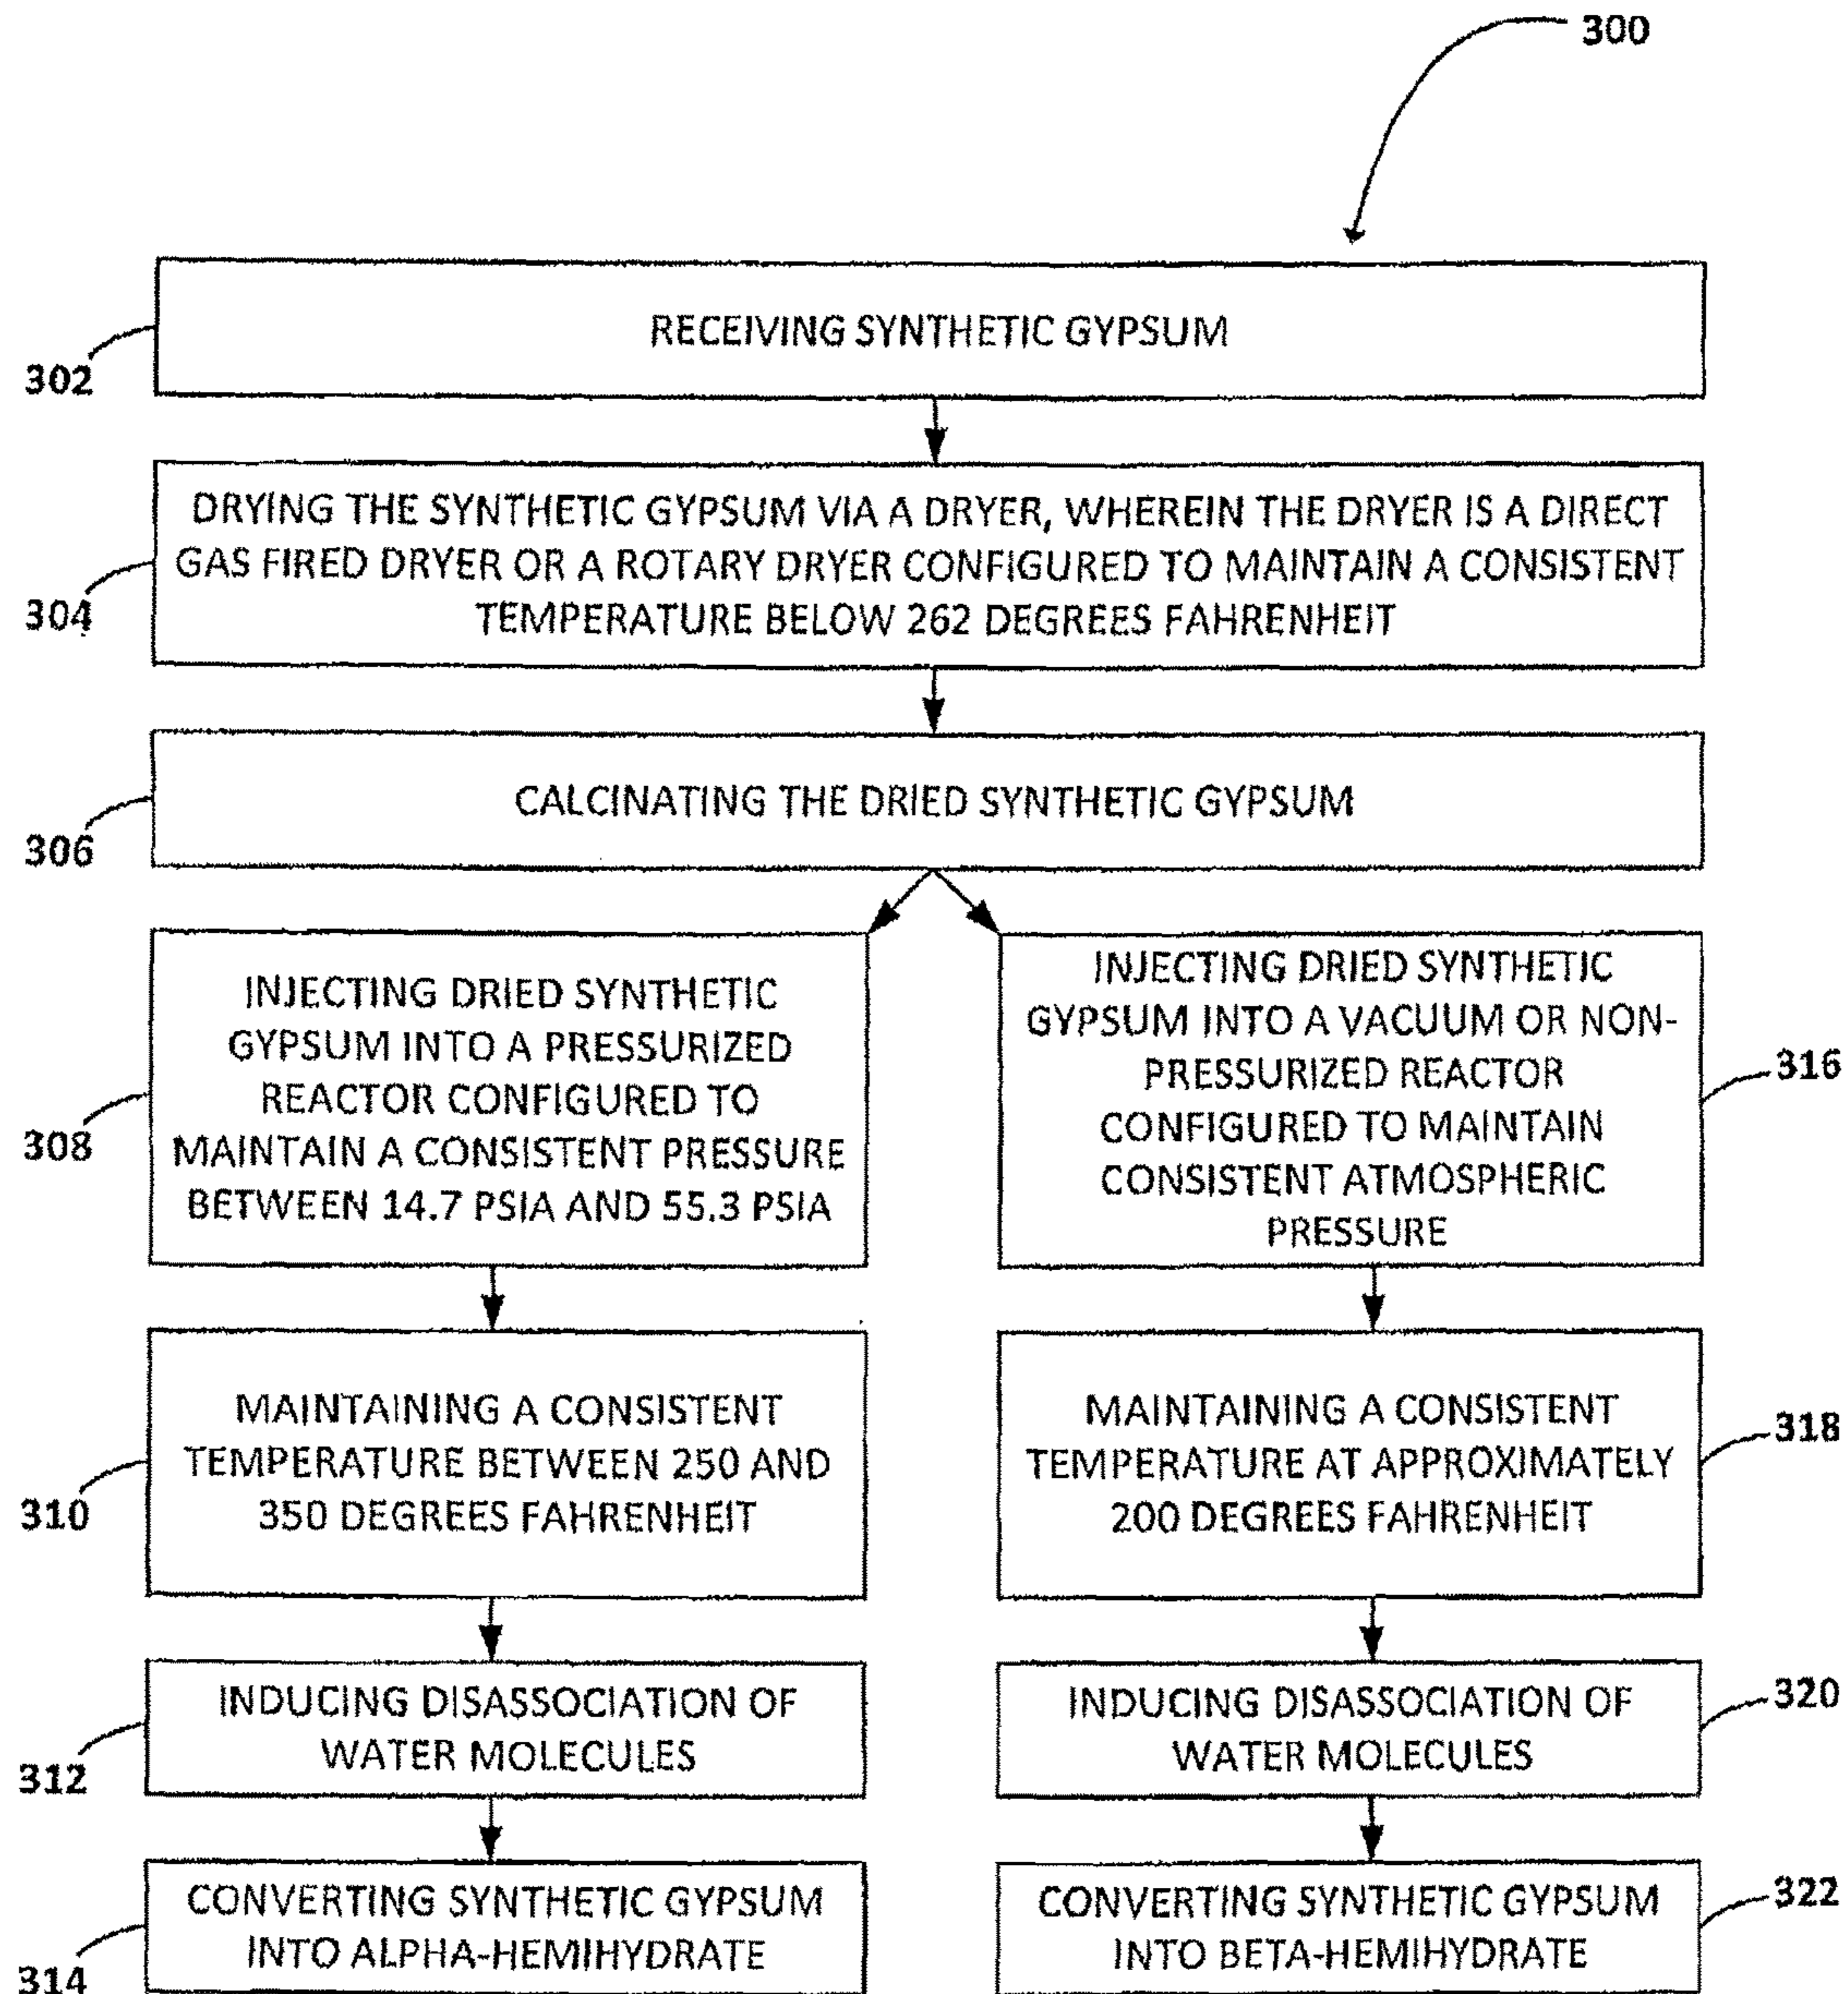 300
RECEIVING SYNTHETIC GYPSUM
302
DRYING THE SYNTHETIC GYPSUM VIA A DRYER, WHEREIN THE DRYER IS A DIRECT
GAS FIRED DRYER OR A ROTARY DRYER CONFIGURED TO MAINTAIN A CONSISTENT
TEMPERATURE BELOW 262 DEGREES FAHRENHEIT
304
CALCINATING THE DRIED SYNTHETIC GYPSUM
306
INJECTING DRIED SYNTHETIC
GYPSUM INTO A PRESSURIZED
REACTOR CONFIGURED TO
MAINTAIN A CONSISTENT PRESSURE
BETWEEN 14.7 PSIA AND 55.3 PSIA
308
INJECTING DRIED SYNTHETIC
GYPSUM INTO A VACUUM OR NON-
PRESSURIZED REACTOR
CONFIGURED TO MAINTAIN
CONSISTENT ATMOSPHERIC
PRESSURE
316
MAINTAINING A CONSISTENT
TEMPERATURE BETWEEN 250 AND
350 DEGREES FAHRENHEIT
310
MAINTAINING A CONSISTENT
TEMPERATURE AT APPROXIMATELY
200 DEGREES FAHRENHEIT
318
INDUCING DISASSOCIATION OF
WATER MOLECULES
312
INDUCING DISASSOCIATION OF
WATER MOLECULES
320
CONVERTING SYNTHETIC GYPSUM
INTO ALPHA-HEMIHYDRATE
314
CONVERTING SYNTHETIC GYPSUM
INTO BETA-HEMIHYDRATE
322